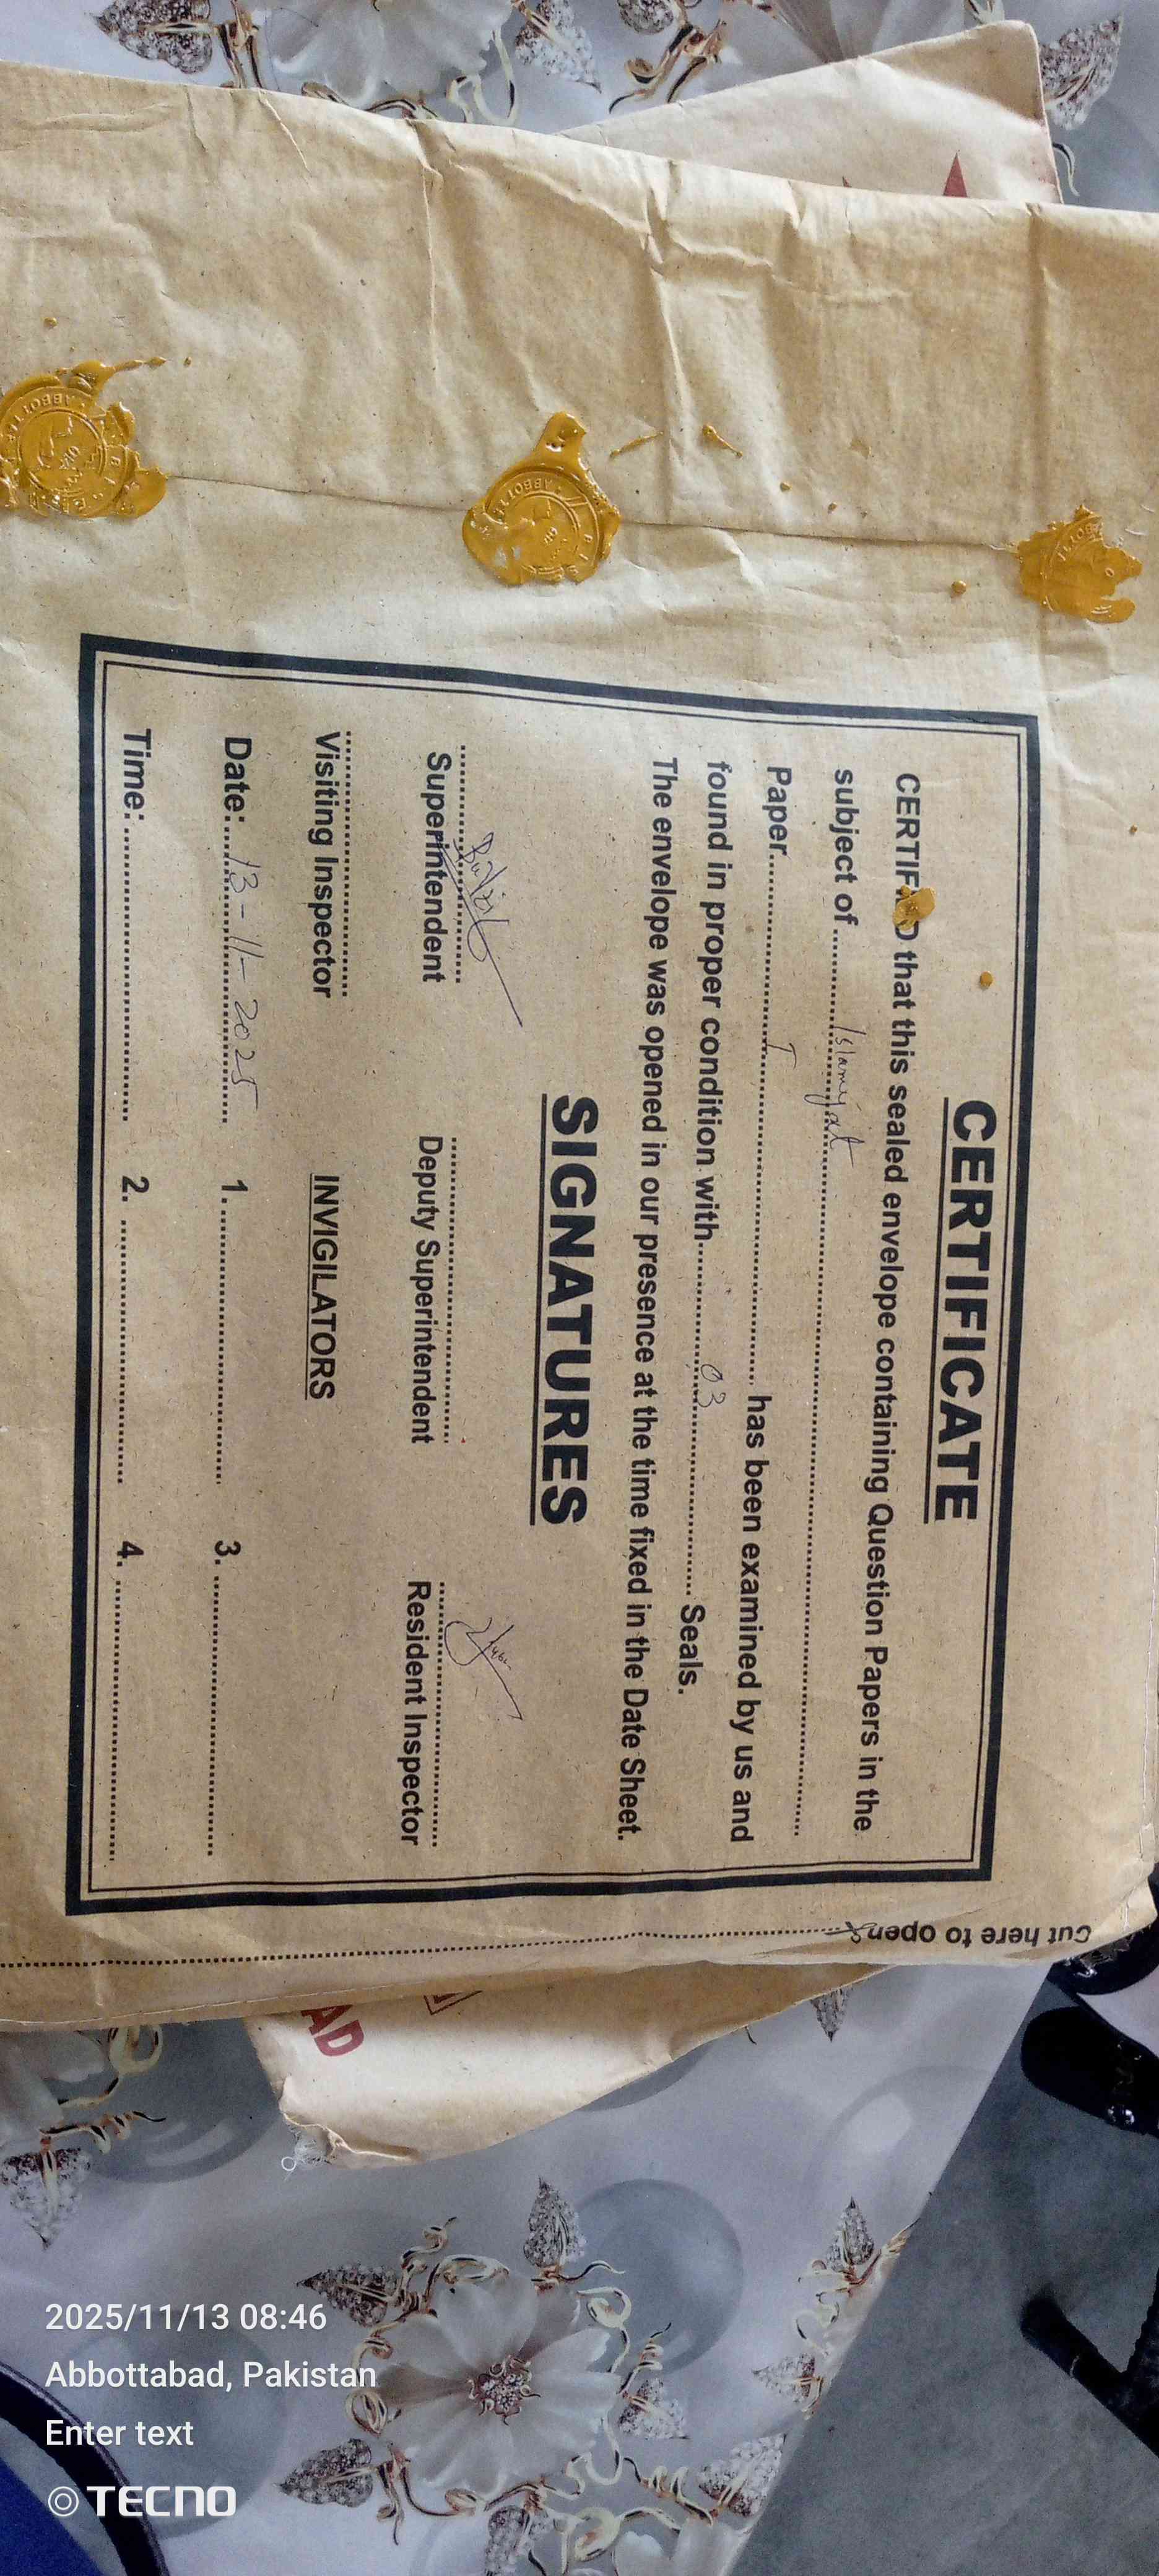 CERTIFICATE
CERTIFIED that this sealed envelope containing Question Papers in the
subject of ........ Islamiyat ........
Paper........ I ........ has been examined by us and
found in proper condition with........ 03 ........ Seals.
The envelope was opened in our presence at the time fixed in the Date Sheet.
SIGNATURES
Superintendent Deputy Superintendent Resident Inspector
Visiting Inspector INVIGILATORS
Date: 13-11-2025 1. ........ 3. ........
Time: ........ 2. ........ 4. ........
Cut here to open
AD
2025/11/13 08:46
Abbottabad, Pakistan
Enter text
TECNO